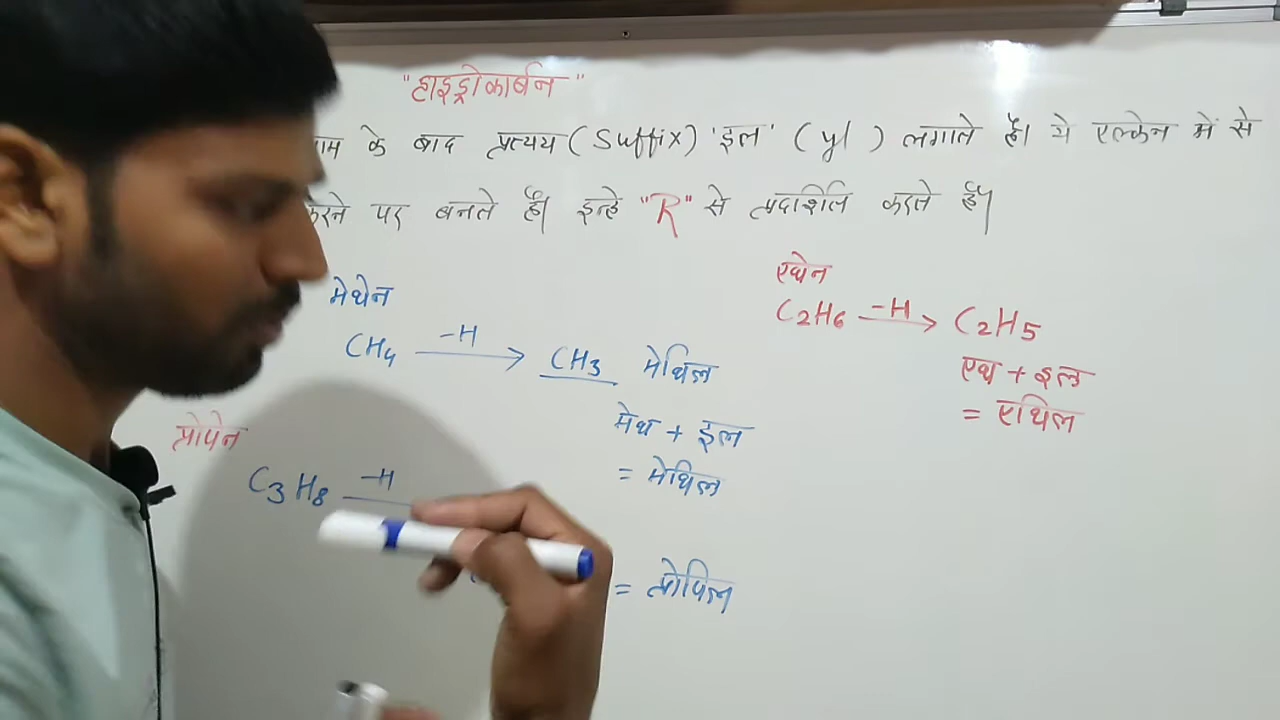 "हाइड्रोकार्बन"
के बाद प्रत्यय (Suffix) 'इल' (yl) लगाते हैं। ये एल्केन में से
पर बनते हैं। इन्हे "R" से प्रदर्शित करते हैं।
मेथेन
CH4 -H → CH3 मेथिल
मेथ + इल
= मेथिल
एथेन
C2H6 -H → C2H5
एथ + इल
= एथिल
प्रोपेन
C3H8 -H
= प्रोपिल